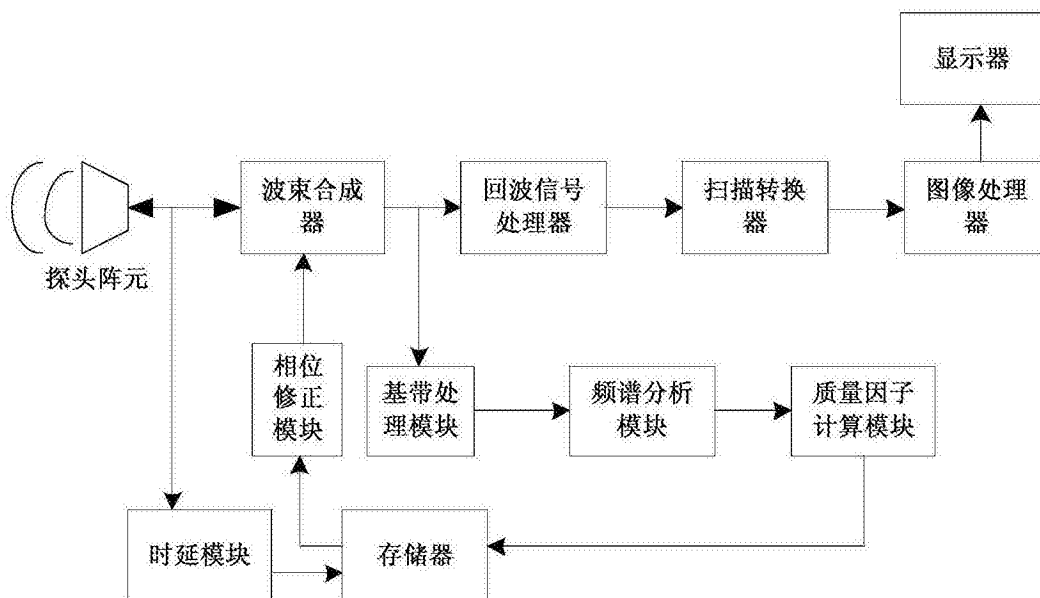 显示器
波束合成
器
回波信号
处理器
扫描转换
器
图像处理
器
探头阵元
相位
修正
模块
基带处
理模块
频谱分析
模块
质量因子
计算模块
时延模块
存储器